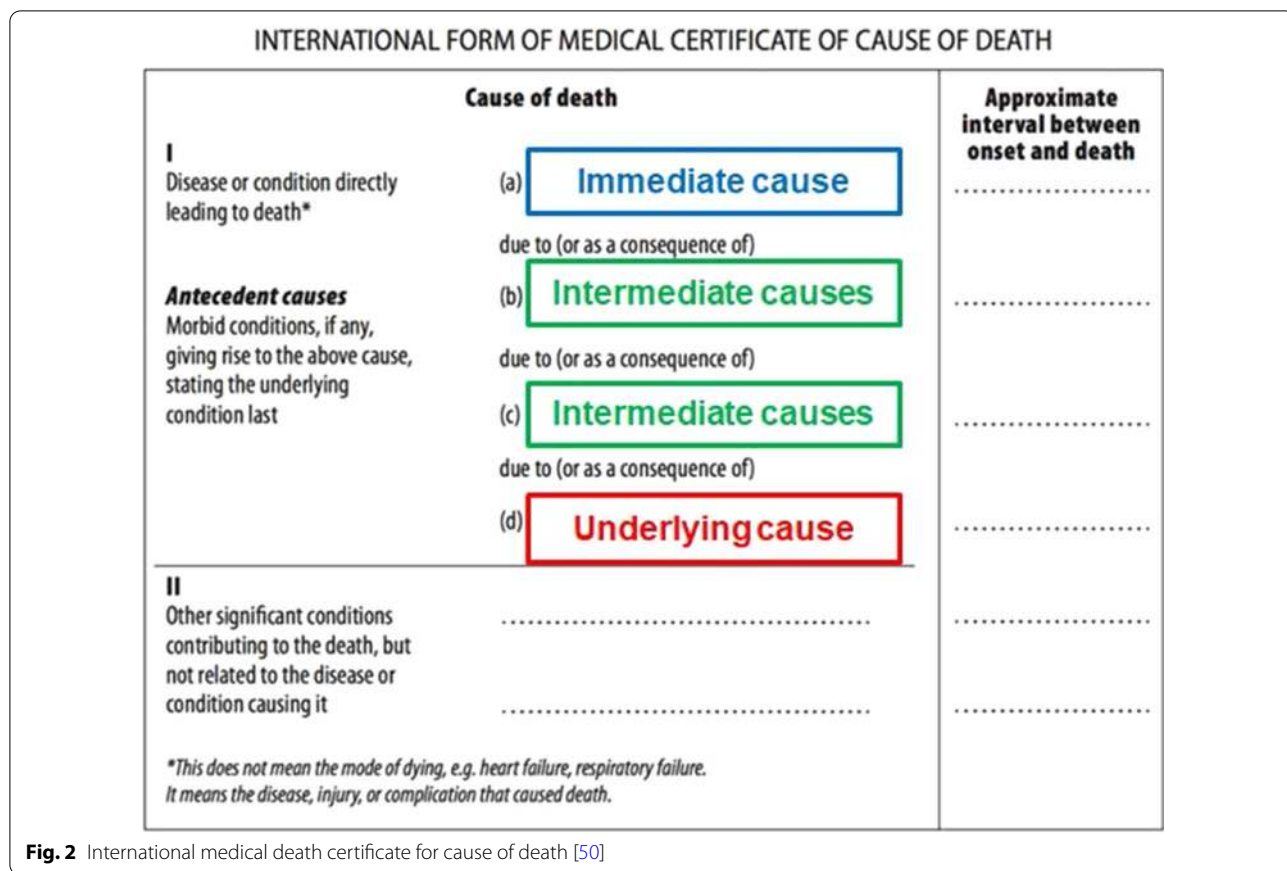 INTERNATIONAL FORM OF MEDICAL CERTIFICATE OF CAUSE OF DEATH
Cause of death
Approximate
interval between
onset and death
I
Disease or condition directly
leading to death*
(a) Immediate cause
....................
due to (or as a consequence of)
Antecedent causes
Morbid conditions, if any,
giving rise to the above cause,
stating the underlying
condition last
(b) Intermediate causes
....................
due to (or as a consequence of)
(c) Intermediate causes
....................
due to (or as a consequence of)
(d) Underlying cause
....................
II
Other significant conditions
contributing to the death, but
not related to the disease or
condition causing it
...................................... ....................
...................................... ....................
*This does not mean the mode of dying, e.g. heart failure, respiratory failure.
It means the disease, injury, or complication that caused death.
Fig. 2 International medical death certificate for cause of death [50]